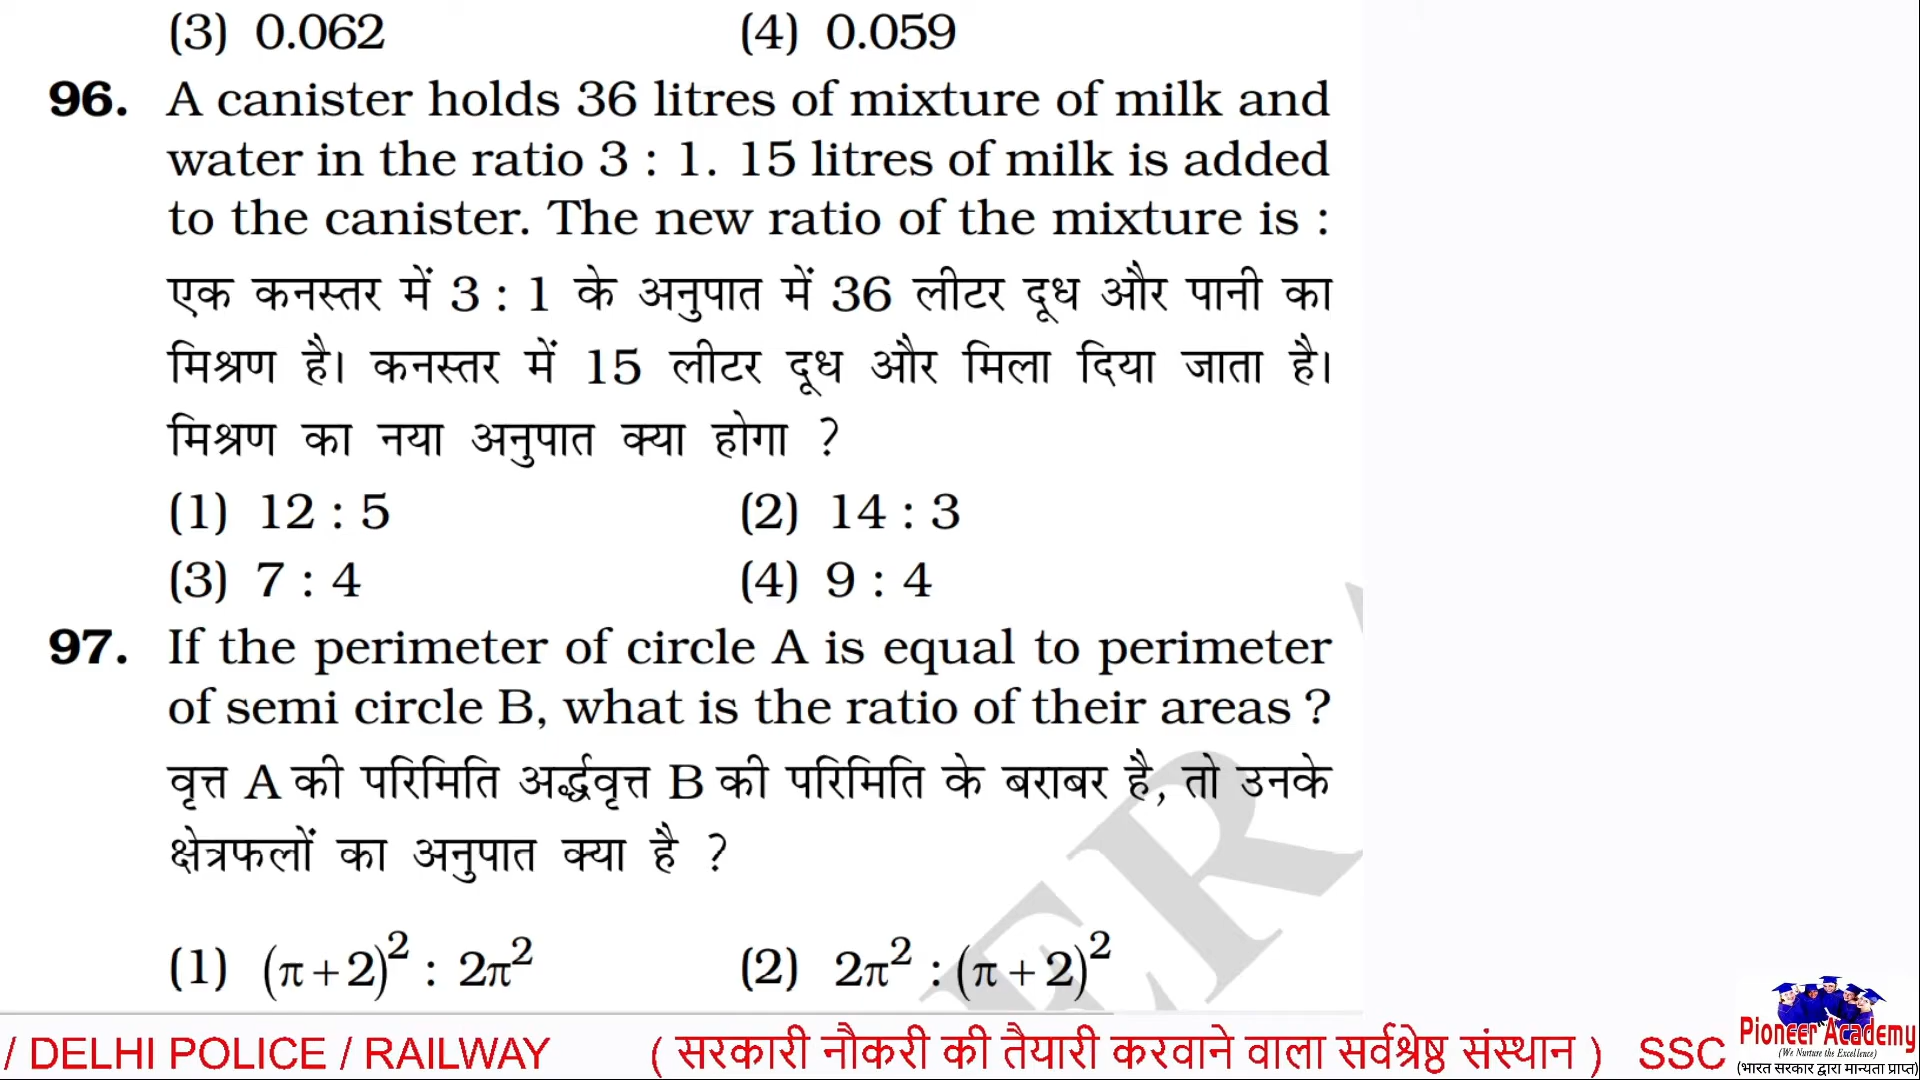 (3) 0.062 (4) 0.059
96. A canister holds 36 litres of mixture of milk and
water in the ratio 3 : 1. 15 litres of milk is added
to the canister. The new ratio of the mixture is :
एक कनस्तर में 3 : 1 के अनुपात में 36 लीटर दूध और पानी का
मिश्रण है। कनस्तर में 15 लीटर दूध और मिला दिया जाता है।
मिश्रण का नया अनुपात क्या होगा ?
(1) 12 : 5 (2) 14 : 3
(3) 7 : 4 (4) 9 : 4
97. If the perimeter of circle A is equal to perimeter
of semi circle B, what is the ratio of their areas ?
वृत्त A की परिमिति अर्द्धवृत्त B की परिमिति के बराबर है, तो उनके
क्षेत्रफलों का अनुपात क्या है ?
(1) (π+2)² : 2π² (2) 2π² : (π+2)²
ER
/ DELHI POLICE / RAILWAY ( सरकारी नौकरी की तैयारी करवाने वाला सर्वश्रेष्ठ संस्थान ) SSC
Pioneer Academy
(We Nurture the Excellence)
(भारत सरकार द्वारा मान्यता प्राप्त)